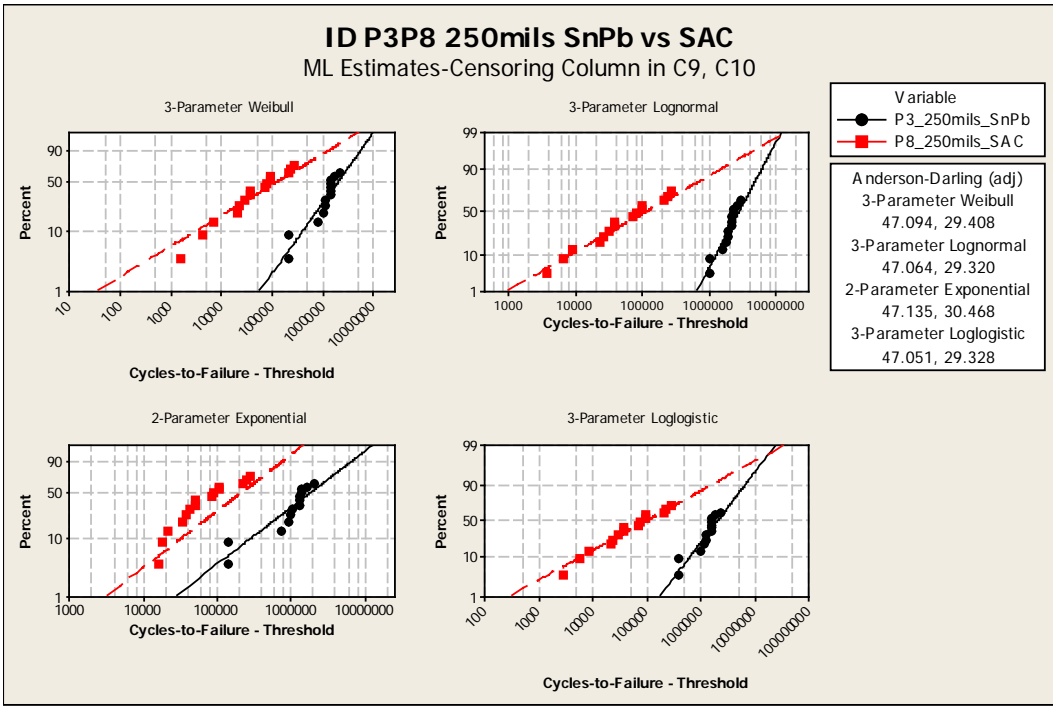 ID P3P8 250mils SnPb vs SAC
ML Estimates-Censoring Column in C9, C10
3-Parameter Weibull
Percent
90
50
10
1
10
100
1000
10000
100000
1000000
10000000
Cycles-to-Failure - Threshold
3-Parameter Lognormal
Percent
99
90
50
10
1
1000
10000
100000
1000000
10000000
Cycles-to-Failure - Threshold
2-Parameter Exponential
Percent
90
50
10
1
1000
10000
100000
1000000
10000000
Cycles-to-Failure - Threshold
3-Parameter Loglogistic
Percent
99
90
50
10
1
100
1000
10000
100000
1000000
10000000
100000000
Cycles-to-Failure - Threshold
Variable
P3_250mils_SnPb
P8_250mils_SAC
Anderson-Darling (adj)
3-Parameter Weibull
47.094, 29.408
3-Parameter Lognormal
47.064, 29.320
2-Parameter Exponential
47.135, 30.468
3-Parameter Loglogistic
47.051, 29.328